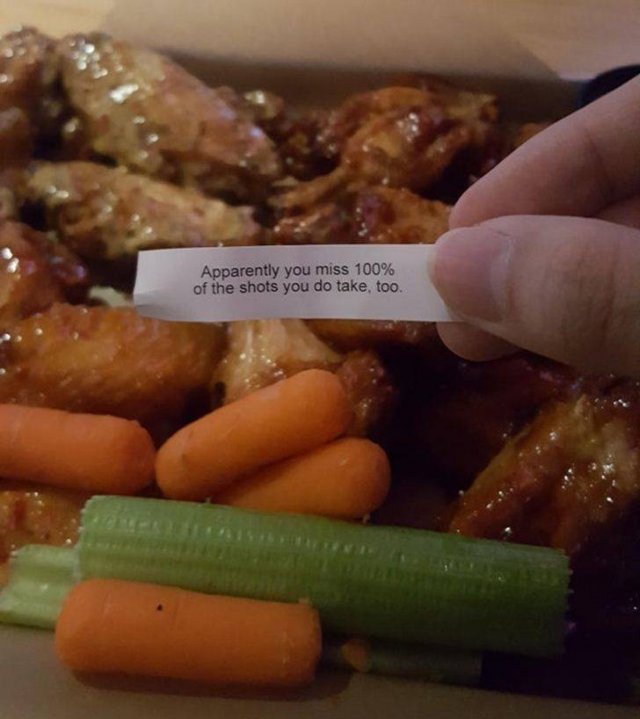 Apparently you miss 100%
of the shots you do take, too.